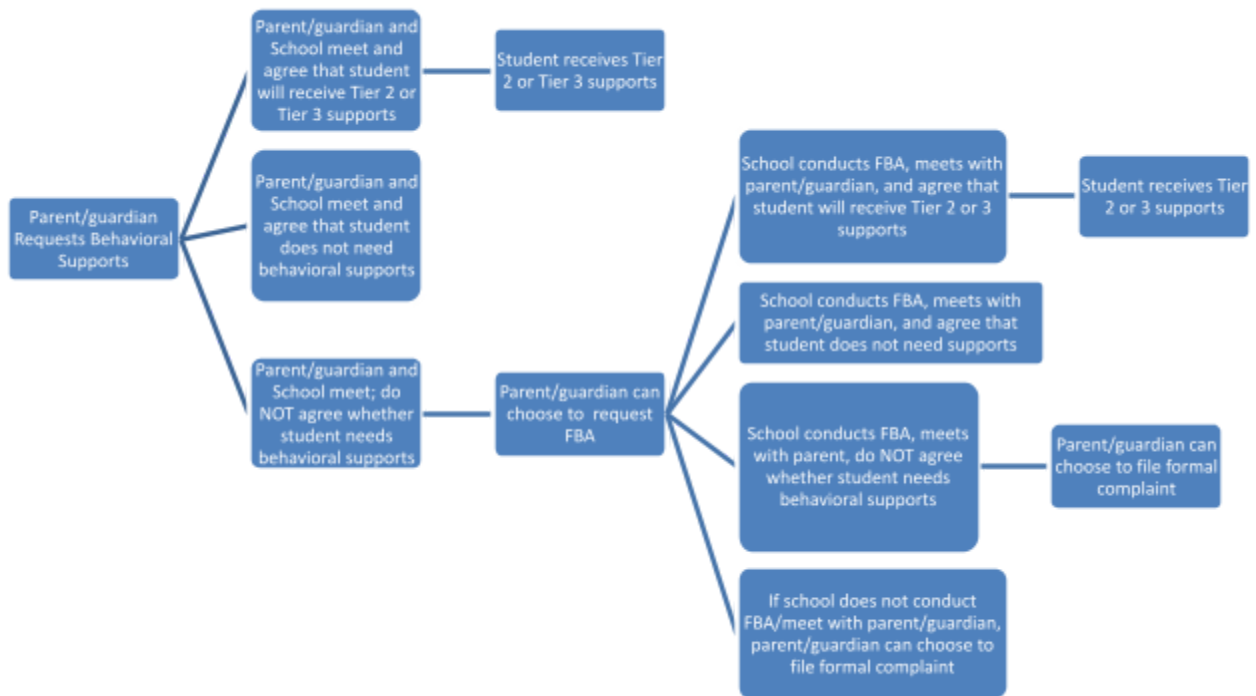 Parent/guardian
Requests Behavioral
Supports
Parent/guardian and
School meet and
agree that student
will receive Tier 2 or
Tier 3 supports
Student receives Tier
2 or Tier 3 supports
Parent/guardian and
School meet and
agree that student
does not need
behavioral supports
Parent/guardian and
School meet; do
NOT agree whether
student needs
behavioral supports
Parent/guardian can
choose to request
FBA
School conducts FBA, meets with
parent/guardian, and agree that
student will receive Tier 2 or 3
supports
Student receives Tier
2 or 3 supports
School conducts FBA, meets with
parent/guardian, and agree that
student does not need supports
School conducts FBA, meets
with parent, do NOT agree
whether student needs
behavioral supports
Parent/guardian can
choose to file formal
complaint
If school does not conduct
FBA/meet with parent/guardian,
parent/guardian can choose to
file formal complaint